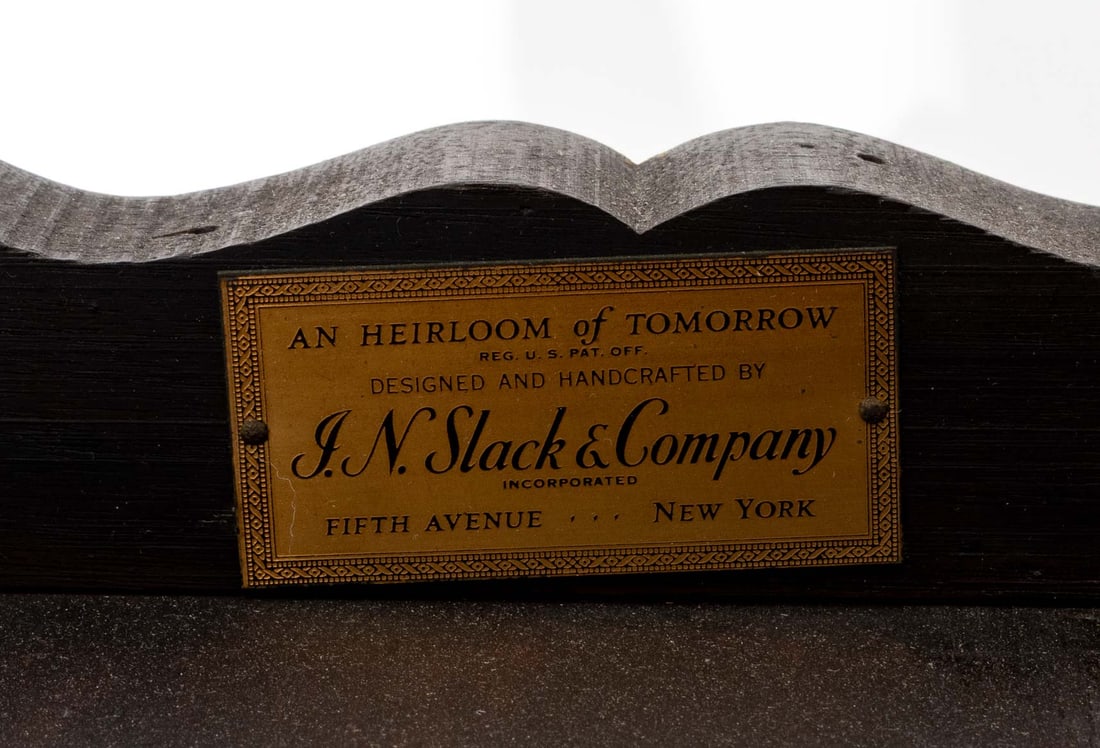 AN HEIRLOOM of TOMORROW
REG. U. S. PAT. OFF.
DESIGNED AND HANDCRAFTED BY
J. N. Slack & Company
INCORPORATED
FIFTH AVENUE . . . NEW YORK